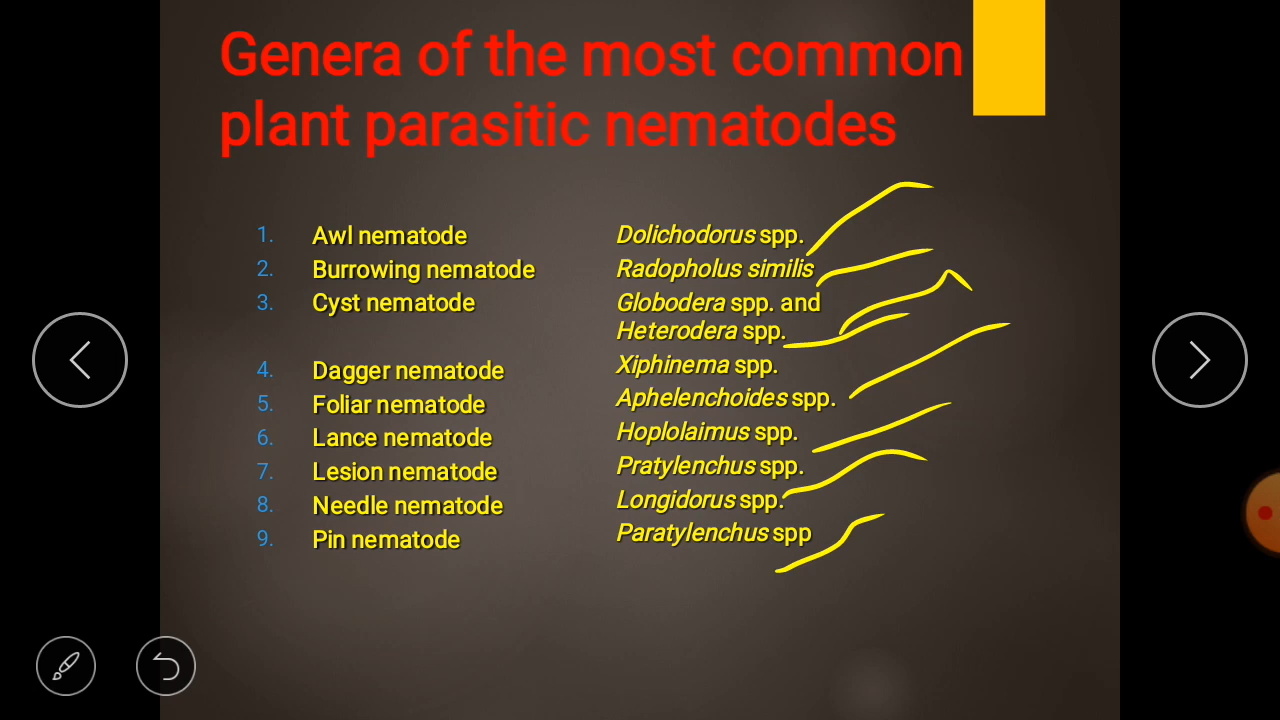 Genera of the most common
plant parasitic nematodes
1. Awl nematode Dolichodorus spp.
2. Burrowing nematode Radopholus similis
3. Cyst nematode Globodera spp. and
Heterodera spp.
4. Dagger nematode Xiphinema spp.
5. Foliar nematode Aphelenchoides spp.
6. Lance nematode Hoplolaimus spp.
7. Lesion nematode Pratylenchus spp.
8. Needle nematode Longidorus spp.
9. Pin nematode Paratylenchus spp